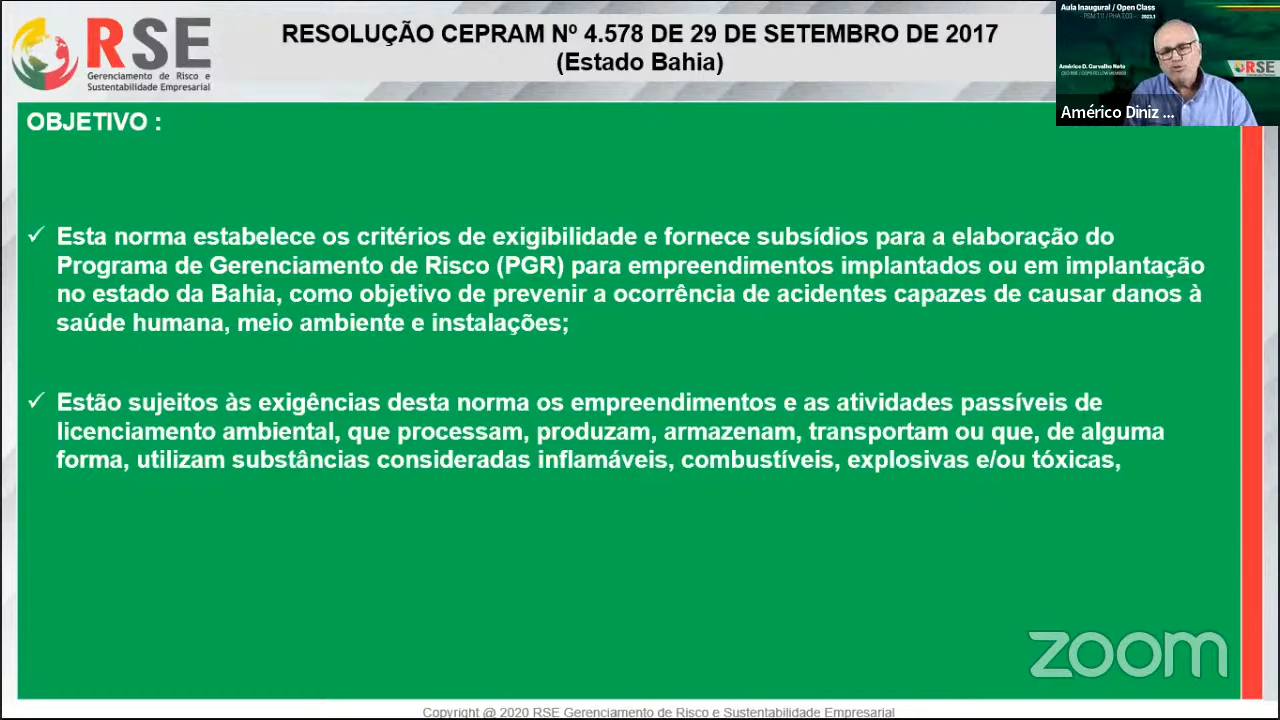 RSE
Gerenciamento de Risco e
Sustentabilidade Empresarial
RESOLUÇÃO CEPRAM Nº 4.578 DE 29 DE SETEMBRO DE 2017
(Estado Bahia)
Aula Inaugural / Open Class
2023.1
Américo D. Carvalho Neto
RSE
Américo Diniz ...
OBJETIVO :
✓ Esta norma estabelece os critérios de exigibilidade e fornece subsídios para a elaboração do
Programa de Gerenciamento de Risco (PGR) para empreendimentos implantados ou em implantação
no estado da Bahia, como objetivo de prevenir a ocorrência de acidentes capazes de causar danos à
saúde humana, meio ambiente e instalações;
✓ Estão sujeitos às exigências desta norma os empreendimentos e as atividades passíveis de
licenciamento ambiental, que processam, produzam, armazenam, transportam ou que, de alguma
forma, utilizam substâncias consideradas inflamáveis, combustíveis, explosivas e/ou tóxicas,
zoom
Copyright @ 2020 RSE Gerenciamento de Risco e Sustentabilidade Empresarial